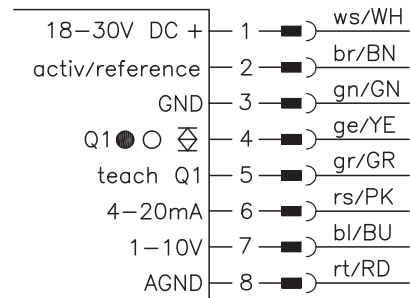 18-30V DC + 1 ws/WH
activ/reference 2 br/BN
GND 3 gn/GN
Q1 4 ge/YE
teach Q1 5 gr/GR
4-20mA 6 rs/PK
1-10V 7 bl/BU
AGND 8 rt/RD